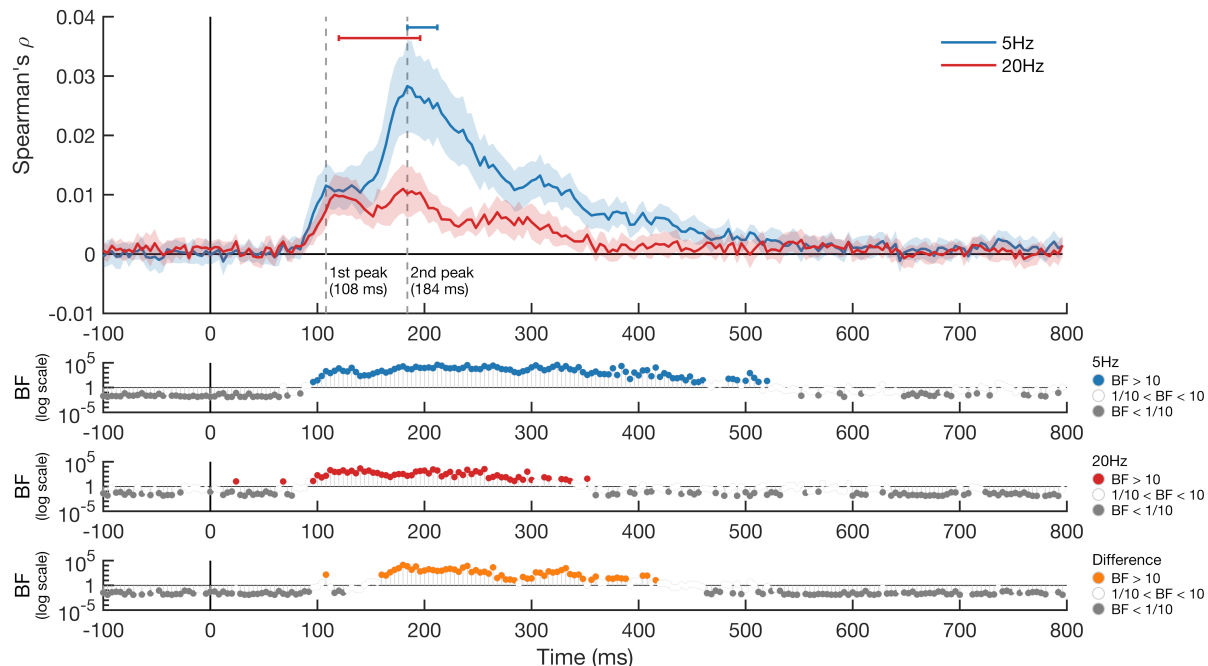 Spearman's ρ
0.04
0.03
0.02
0.01
0
-0.01
5Hz
20Hz
1st peak
(108 ms)
2nd peak
(184 ms)
-100 0 100 200 300 400 500 600 700 800
BF
(log scale)
10^5
1
10^-5
-100 0 100 200 300 400 500 600 700 800
5Hz
BF > 10
1/10 < BF < 10
BF < 1/10
BF
(log scale)
10^5
1
10^-5
-100 0 100 200 300 400 500 600 700 800
20Hz
BF > 10
1/10 < BF < 10
BF < 1/10
BF
(log scale)
10^5
1
10^-5
-100 0 100 200 300 400 500 600 700 800
Difference
BF > 10
1/10 < BF < 10
BF < 1/10
Time (ms)